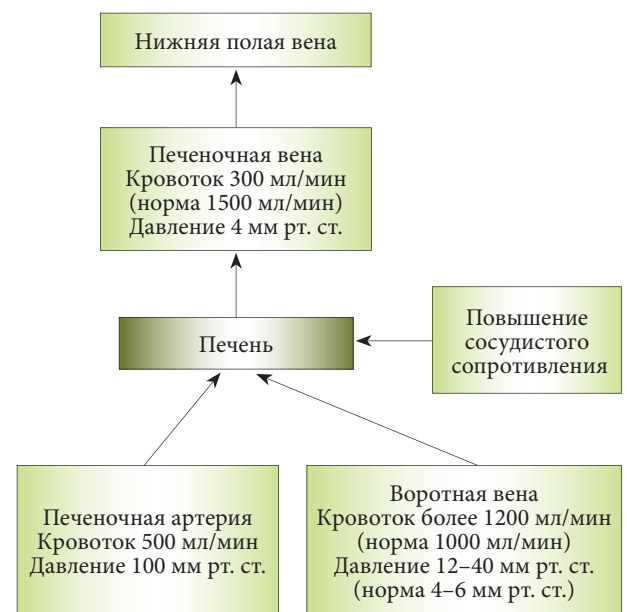 Нижняя полая вена
Печеночная вена
Кровоток 300 мл/мин
(норма 1500 мл/мин)
Давление 4 мм рт. ст.
Печень
Повышение
сосудистого
сопротивления
Печеночная артерия
Кровоток 500 мл/мин
Давление 100 мм рт. ст.
Воротная вена
Кровоток более 1200 мл/мин
(норма 1000 мл/мин)
Давление 12–40 мм рт. ст.
(норма 4–6 мм рт. ст.)